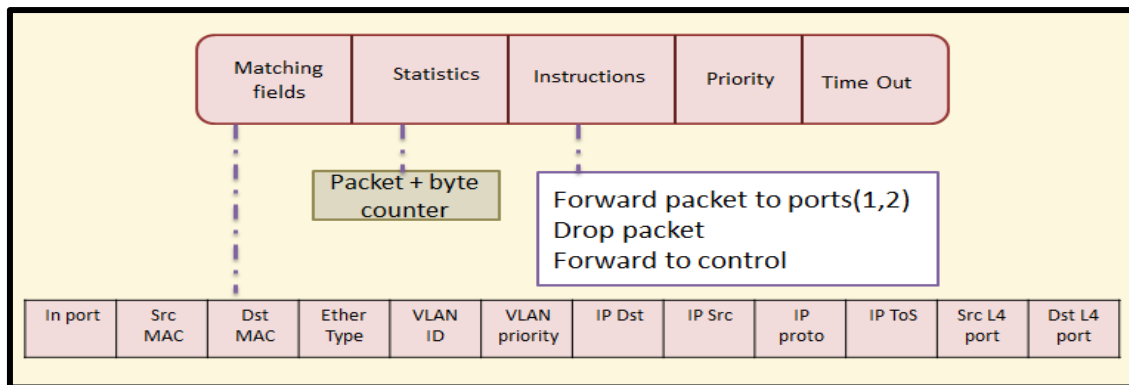 Matching
fields
Statistics
Instructions
Priority
Time Out
Packet + byte
counter
Forward packet to ports(1,2)
Drop packet
Forward to control
In port
Src
MAC
Dst
MAC
Ether
Type
VLAN
ID
VLAN
priority
IP Dst
IP Src
IP
proto
IP ToS
Src L4
port
Dst L4
port